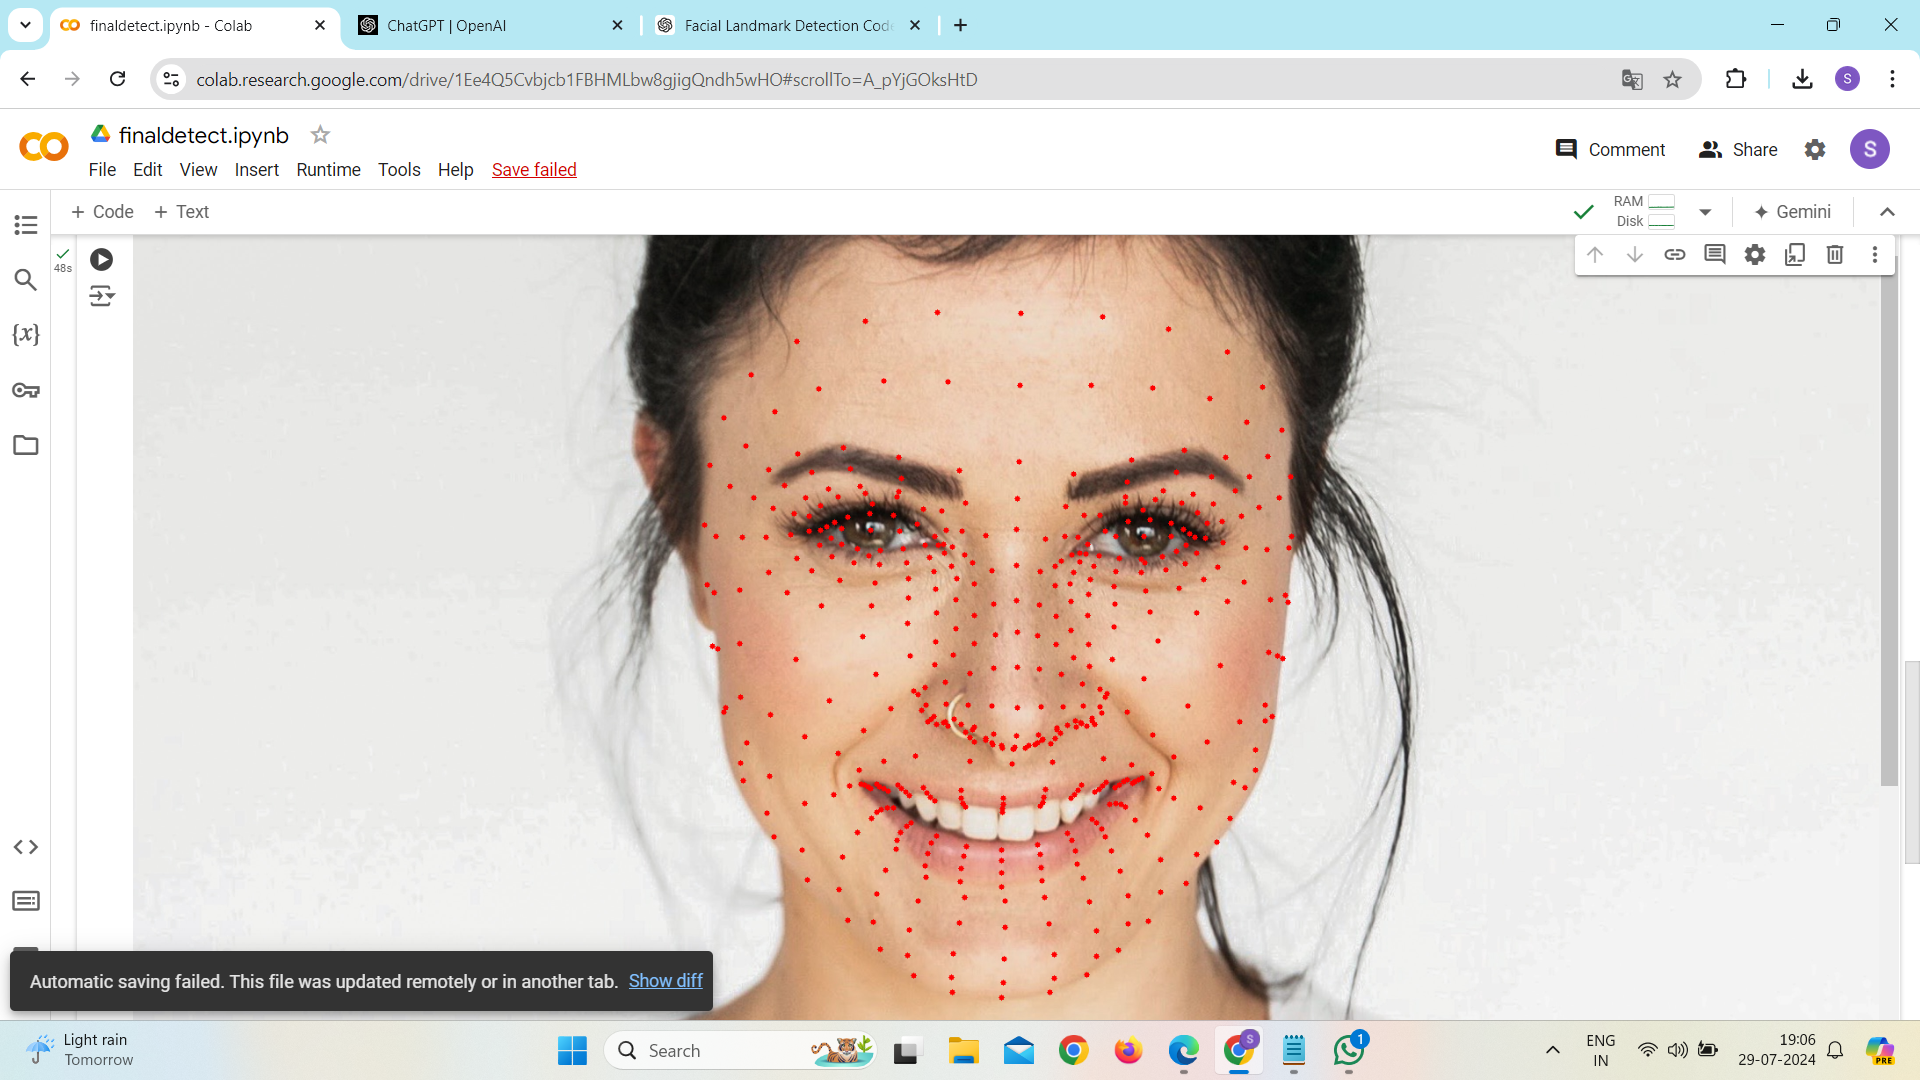 finaldetect.ipynb - Colab
ChatGPT | OpenAI
Facial Landmark Detection Code
colab.research.google.com/drive/1Ee4Q5Cvbjcb1FBHMLbw8gjigQndh5wHO#scrollTo=A_pYjGOksHtD
S
finaldetect.ipynb
Comment
Share
S
File Edit View Insert Runtime Tools Help Save failed
+ Code + Text
RAM
Disk
Gemini
48s
{x}
Automatic saving failed. This file was updated remotely or in another tab. Show diff
Light rain
Tomorrow
Search
S
1
ENG
IN
19:06
29-07-2024
PRE